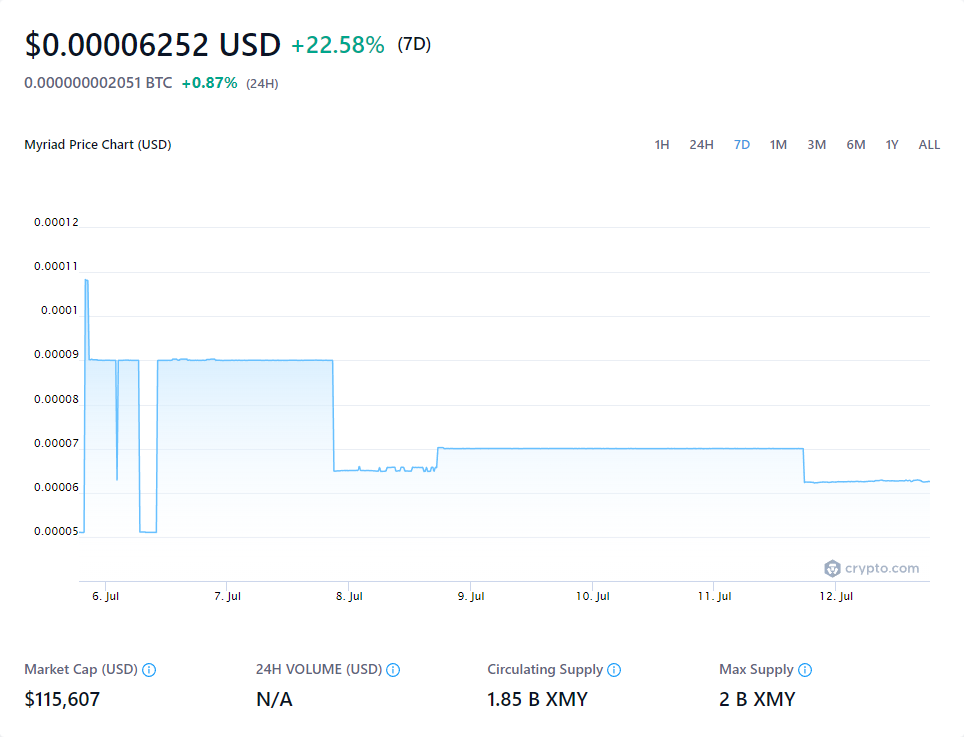 $0.00006252 USD +22.58% (7D)
0.000000002051 BTC +0.87% (24H)
Myriad Price Chart (USD)
1H 24H 7D 1M 3M 6M 1Y ALL
0.00012
0.00011
0.0001
0.00009
0.00008
0.00007
0.00006
0.00005
crypto.com
6. Jul 7. Jul 8. Jul 9. Jul 10. Jul 11. Jul 12. Jul
Market Cap (USD) 24H VOLUME (USD) Circulating Supply Max Supply
$115,607 N/A 1.85 B XMY 2 B XMY